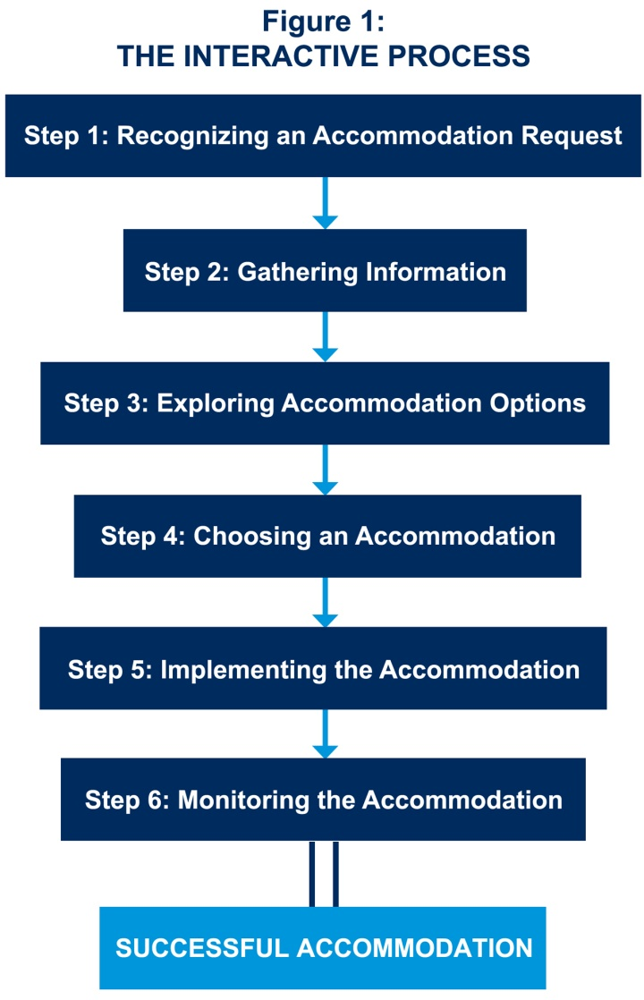 Figure 1:
THE INTERACTIVE PROCESS
Step 1: Recognizing an Accommodation Request
Step 2: Gathering Information
Step 3: Exploring Accommodation Options
Step 4: Choosing an Accommodation
Step 5: Implementing the Accommodation
Step 6: Monitoring the Accommodation
SUCCESSFUL ACCOMMODATION